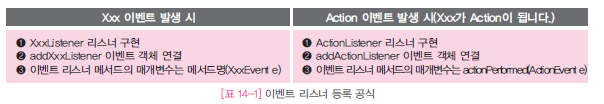 Xxx 이벤트 발생 시
Action 이벤트 발생 시(Xxx가 Action이 됩니다.)
❶ XxxListener 리스너 구현
❷ addXxxListener 이벤트 객체 연결
❸ 이벤트 리스너 메서드의 매개변수는 메서드명(XxxEvent e)
❶ ActionListener 리스너 구현
❷ addActionListener 이벤트 객체 연결
❸ 이벤트 리스너 메서드의 매개변수는 actionPerformed(ActionEvent e)
[표 14-1] 이벤트 리스너 등록 공식